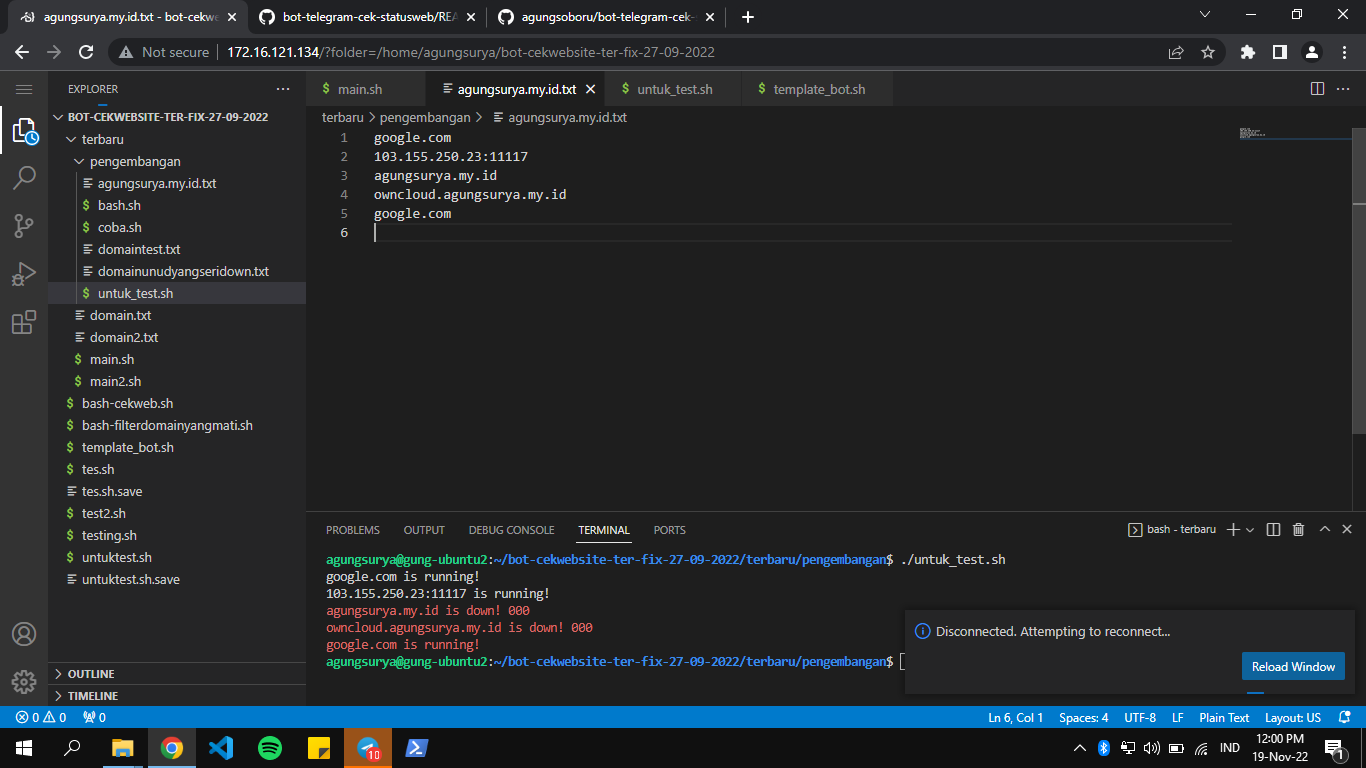 agungsurya.my.id.txt - bot-cekwe
bot-telegram-cek-statusweb/REA
agungsoboru/bot-telegram-cek-
Not secure
172.16.121.134/?folder=/home/agungsurya/bot-cekwebsite-ter-fix-27-09-2022
EXPLORER
BOT-CEKWEBSITE-TER-FIX-27-09-2022
terbaru
pengembangan
agungsurya.my.id.txt
bash.sh
coba.sh
domaintest.txt
domainunudyangseridown.txt
untuk_test.sh
domain.txt
domain2.txt
main.sh
main2.sh
bash-cekweb.sh
bash-filterdomainyangmati.sh
template_bot.sh
tes.sh
tes.sh.save
test2.sh
testing.sh
untuktest.sh
untuktest.sh.save
OUTLINE
TIMELINE
main.sh
agungsurya.my.id.txt
untuk_test.sh
template_bot.sh
terbaru > pengembangan > agungsurya.my.id.txt
1 google.com
2 103.155.250.23:11117
3 agungsurya.my.id
4 owncloud.agungsurya.my.id
5 google.com
6
PROBLEMS OUTPUT DEBUG CONSOLE TERMINAL PORTS
bash - terbaru
agungsurya@gung-ubuntu2:~/bot-cekwebsite-ter-fix-27-09-2022/terbaru/pengembangan$ ./untuk_test.sh
google.com is running!
103.155.250.23:11117 is running!
agungsurya.my.id is down! 000
owncloud.agungsurya.my.id is down! 000
google.com is running!
agungsurya@gung-ubuntu2:~/bot-cekwebsite-ter-fix-27-09-2022/terbaru/pengembangan$
Disconnected. Attempting to reconnect...
Reload Window
0 0 0
Ln 6, Col 1 Spaces: 4 UTF-8 LF Plain Text Layout: US
10
IND
12:00 PM
19-Nov-22
1